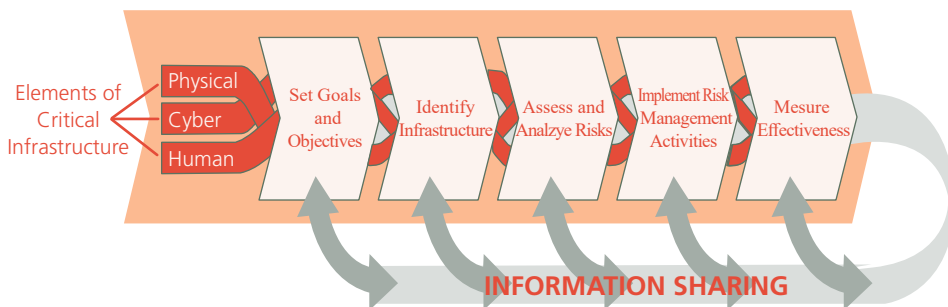 Elements of
Critical
Infrastructure
Physical
Cyber
Human
Set Goals
and
Objectives
Identify
Infrastructure
Assess and
Analzye Risks
Implement Risk
Management
Activities
Mesure
Effectiveness
INFORMATION SHARING